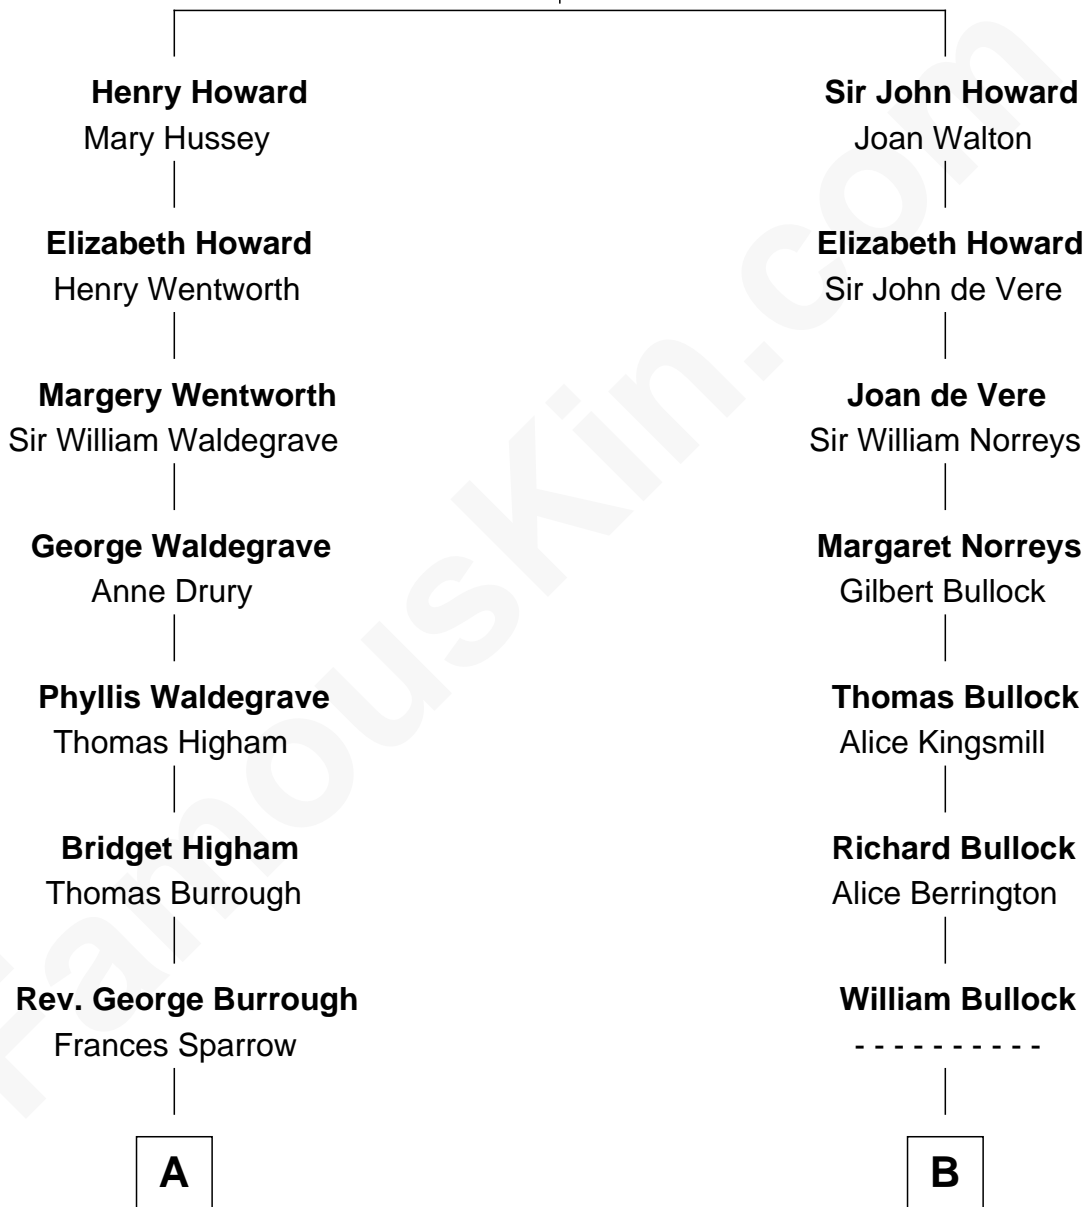 Henry Howard
Mary Hussey
Sir John Howard
Joan Walton
Elizabeth Howard
Henry Wentworth
Elizabeth Howard
Sir John de Vere
Margery Wentworth
Sir William Waldegrave
Joan de Vere
Sir William Norreys
George Waldegrave
Anne Drury
Margaret Norreys
Gilbert Bullock
Phyllis Waldegrave
Thomas Higham
Thomas Bullock
Alice Kingsmill
Bridget Higham
Thomas Burrough
Richard Bullock
Alice Berrington
Rev. George Burrough
Frances Sparrow
William Bullock
- - - - - - - - - -
A
B
FamousKin.com